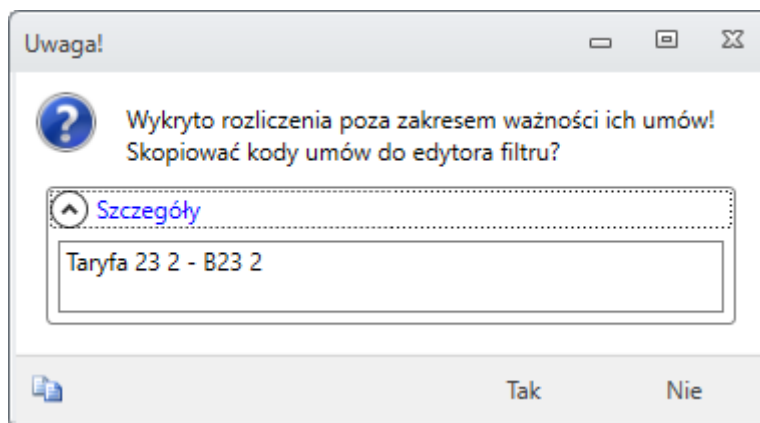 Uwaga!
Wykryto rozliczenia poza zakresem ważności ich umów!
Skopiować kody umów do edytora filtru?
Szczegóły
Taryfa 23 2 - B23 2
Tak
Nie